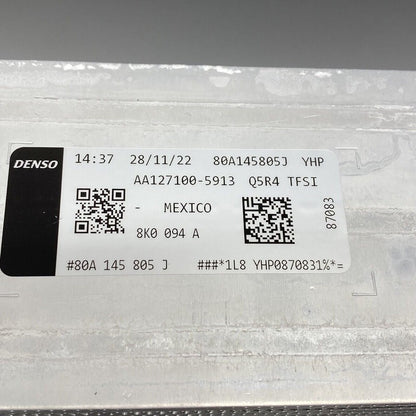 DENSO 14:37 28/11/22 80A145805J YHP
AA127100-5913 Q5R4 TFSI
- MEXICO
87083
8K0 094 A
#80A 145 805 J ###*1L8 YHP0870831%*=